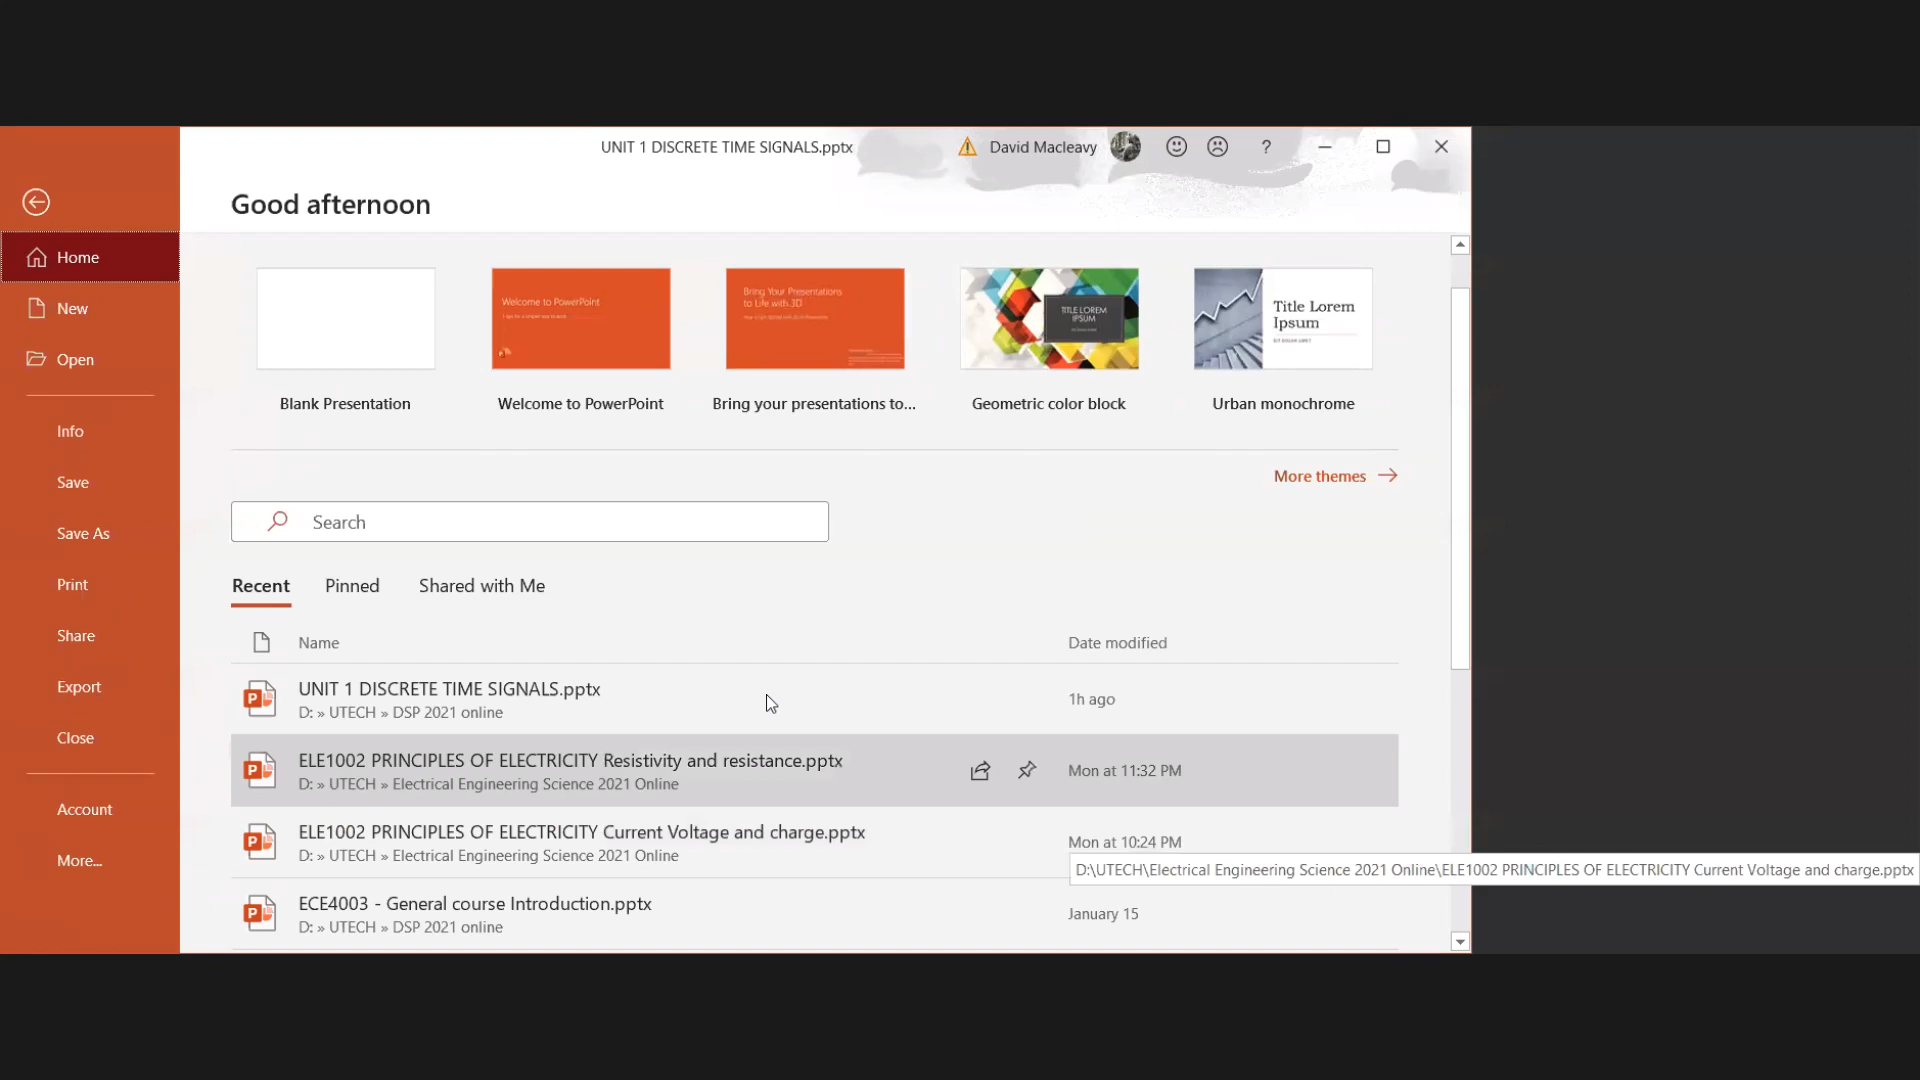 UNIT 1 DISCRETE TIME SIGNALS.pptx
David Macleavy
?
Good afternoon
Home
New
Open
Info
Save
Save As
Print
Share
Export
Close
Account
More...
Welcome to PowerPoint
Bring Your Presentations
to Life with 3D
TITLE LOREM
IPSUM
Title Lorem
Ipsum
Blank Presentation
Welcome to PowerPoint
Bring your presentations to...
Geometric color block
Urban monochrome
More themes
Search
Recent Pinned Shared with Me
Name Date modified
UNIT 1 DISCRETE TIME SIGNALS.pptx
D: » UTECH » DSP 2021 online
1h ago
ELE1002 PRINCIPLES OF ELECTRICITY Resistivity and resistance.pptx
D: » UTECH » Electrical Engineering Science 2021 Online
Mon at 11:32 PM
ELE1002 PRINCIPLES OF ELECTRICITY Current Voltage and charge.pptx
D: » UTECH » Electrical Engineering Science 2021 Online
Mon at 10:24 PM
D:\UTECH\Electrical Engineering Science 2021 Online\ELE1002 PRINCIPLES OF ELECTRICITY Current Voltage and charge.pptx
ECE4003 - General course Introduction.pptx
D: » UTECH » DSP 2021 online
January 15